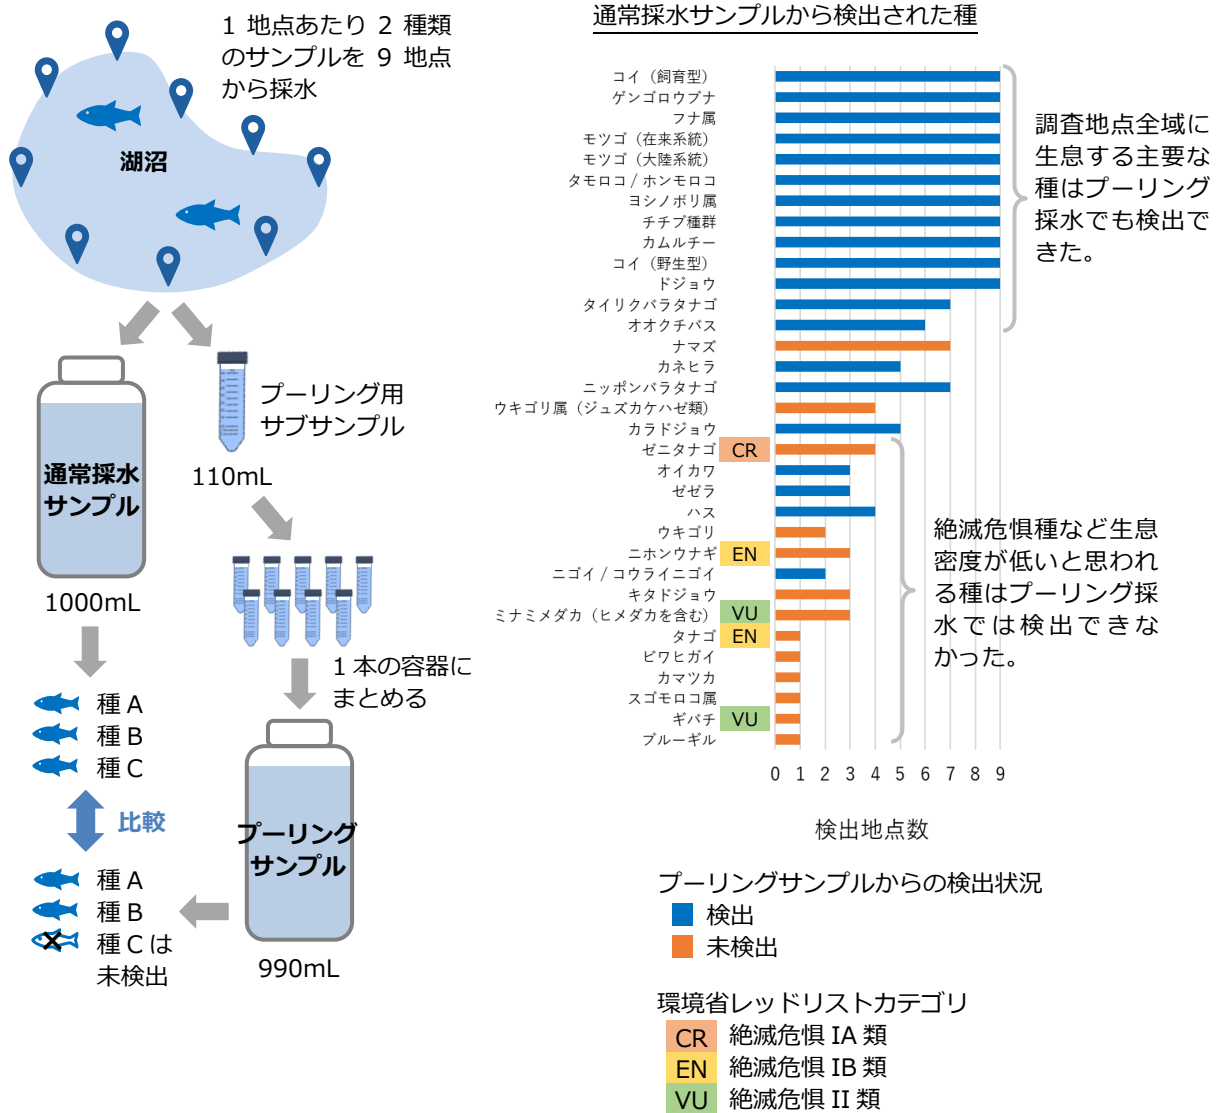 1 地点あたり 2 種類
のサンプルを 9 地点
から採水
湖沼
通常採水
サンプル
1000mL
プーリング用
サブサンプル
110mL
1 本の容器に
まとめる
種 A
種 B
種 C
比較
種 A
種 B
種 C は
未検出
プーリング
サンプル
990mL
通常採水サンプルから検出された種
コイ（飼育型）
ゲンゴロウブナ
フナ属
モツゴ（在来系統）
モツゴ（大陸系統）
タモロコ / ホンモロコ
ヨシノボリ属
チチブ種群
カムルチー
コイ（野生型）
ドジョウ
タイリクバラタナゴ
オオクチバス
ナマズ
カネヒラ
ニッポンバラタナゴ
ウキゴリ属（ジュズカケハゼ類）
カラドジョウ
ゼニタナゴ CR
オイカワ
ゼゼラ
ハス
ウキゴリ
ニホンウナギ EN
ニゴイ / コウライニゴイ
キタドジョウ
ミナミメダカ（ヒメダカを含む） VU
タナゴ EN
ビワヒガイ
カマツカ
スゴモロコ属
ギバチ VU
ブルーギル
0 1 2 3 4 5 6 7 8 9
検出地点数
調査地点全域に
生息する主要な
種はプーリング
採水でも検出で
きた。
絶滅危惧種など生息
密度が低いと思われ
る種はプーリング採
水では検出できな
かった。
プーリングサンプルからの検出状況
検出
未検出
環境省レッドリストカテゴリ
CR 絶滅危惧 IA 類
EN 絶滅危惧 IB 類
VU 絶滅危惧 II 類